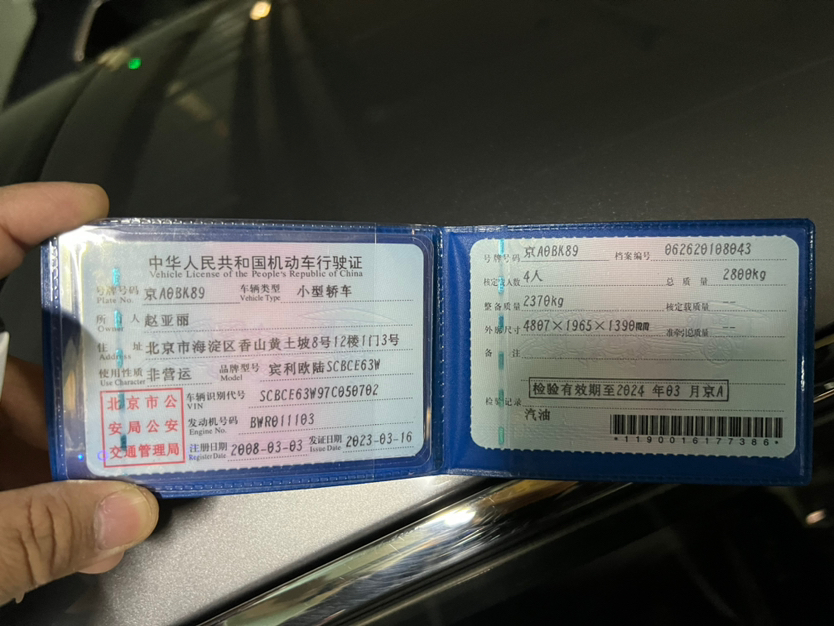 中华人民共和国机动车行驶证
Vehicle License of the People's Republic of China
号牌号码 京A0BK89 车辆类型 小型轿车
Plate No. Vehicle Type
所有人 赵亚丽
Owner
住址 北京市海淀区香山黄土坡8号12楼1门3号
Address
使用性质 非营运 品牌型号 宾利欧陆SCBCE63W
Use Character Model
北京市公
安局公安
交通管理局
车辆识别代号 SCBCE63W97C050702
VIN
发动机号码 BWR011103
Engine No.
注册日期 2008-03-03 发证日期 2023-03-16
Register Date Issue Date
号牌号码 京A0BK89 档案编号 062620108043
核定载人数 4人 总质量 2800kg
整备质量 2370kg 核定载质量 --
外廓尺寸 4807×1965×1390mm 准牵引总质量 --
备注
检验有效期至2024 年03 月京A
检验记录
汽油
*1190016177386*